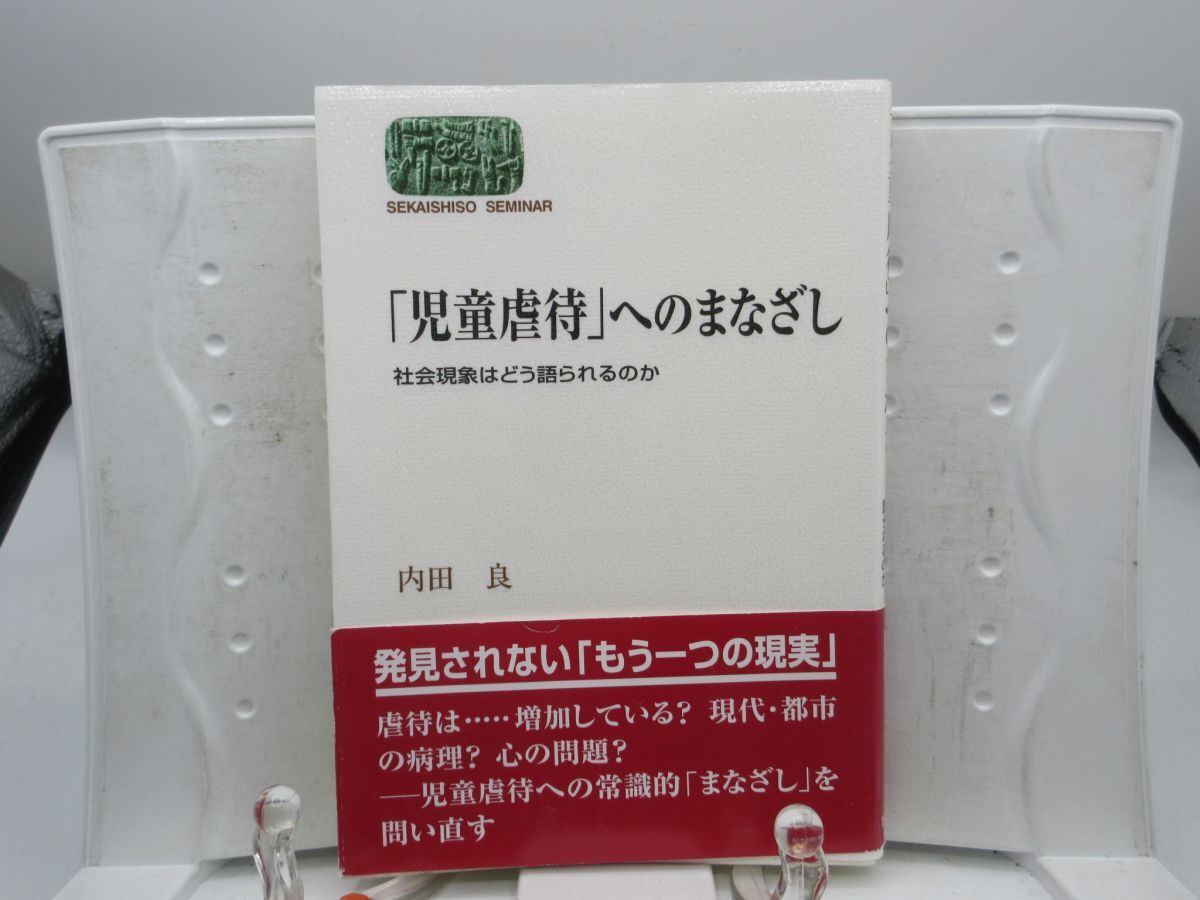 SEKAISHISO SEMINAR
「児童虐待」へのまなざし
社会現象はどう語られるのか
内田 良
発見されない「もう一つの現実」
虐待は……増加している? 現代・都市
の病理? 心の問題?
――児童虐待への常識的「まなざし」を
問い直す